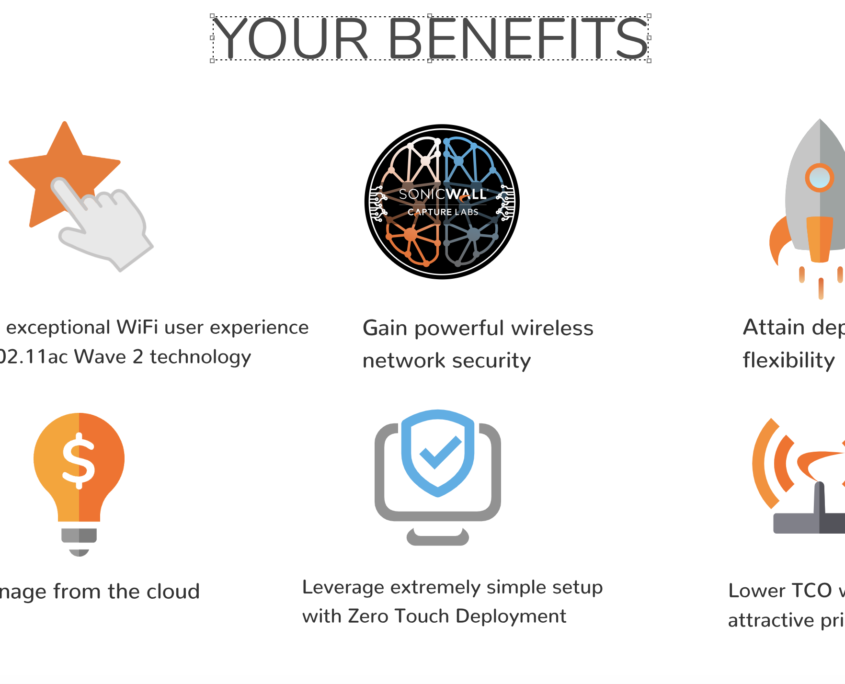 YOUR BENEFITS
SONICWALL
CAPTURE LABS
exceptional WiFi user experience
02.11ac Wave 2 technology
Gain powerful wireless
network security
Attain dep
flexibility
$
nage from the cloud
Leverage extremely simple setup
with Zero Touch Deployment
Lower TCO w
attractive pri